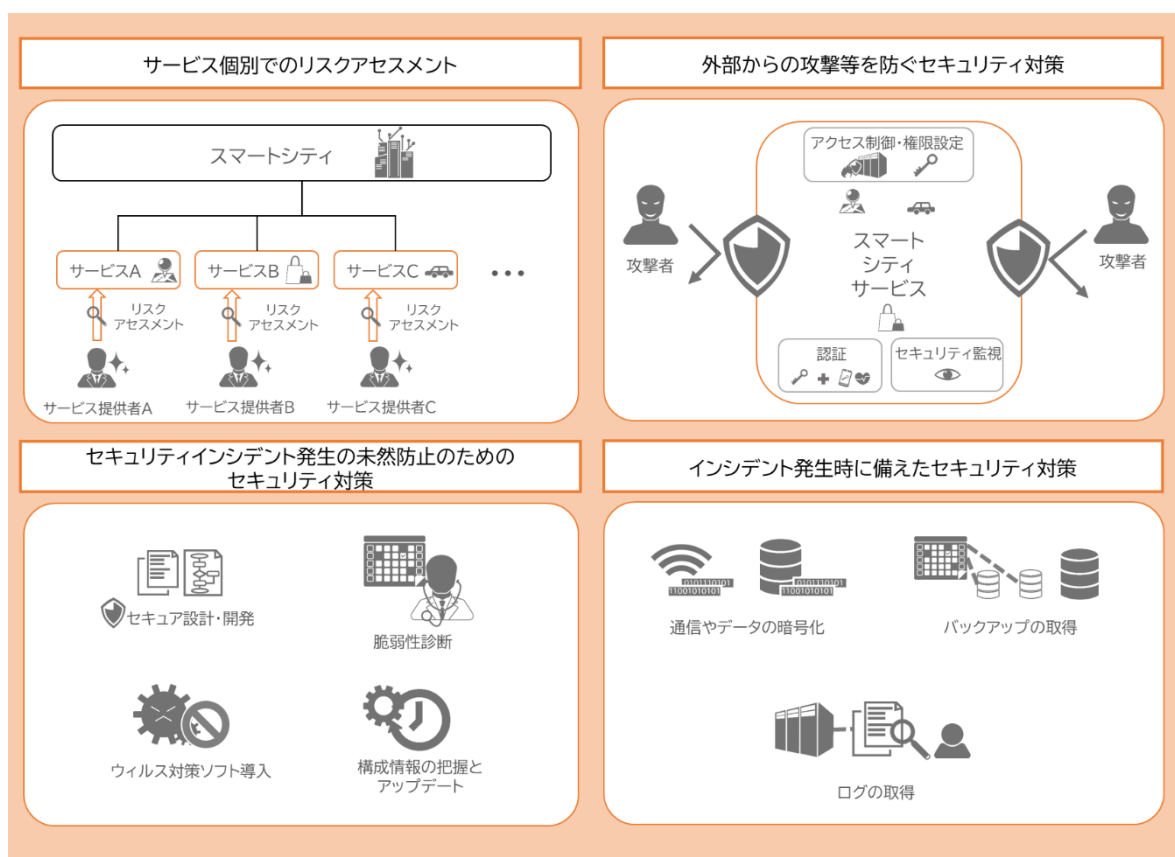 サービス個別でのリスクアセスメント
スマートシティ
サービスA
サービスB
サービスC
•••
リスク
アセスメント
リスク
アセスメント
リスク
アセスメント
サービス提供者A
サービス提供者B
サービス提供者C
外部からの攻撃等を防ぐセキュリティ対策
アクセス制御・権限設定
攻撃者
スマート
シティ
サービス
攻撃者
認証
セキュリティ監視
セキュリティインシデント発生の未然防止のための
セキュリティ対策
セキュア設計・開発
脆弱性診断
ウィルス対策ソフト導入
構成情報の把握と
アップデート
インシデント発生時に備えたセキュリティ対策
0101110101
11001010101
0101110101
11001010101
通信やデータの暗号化
バックアップの取得
ログの取得